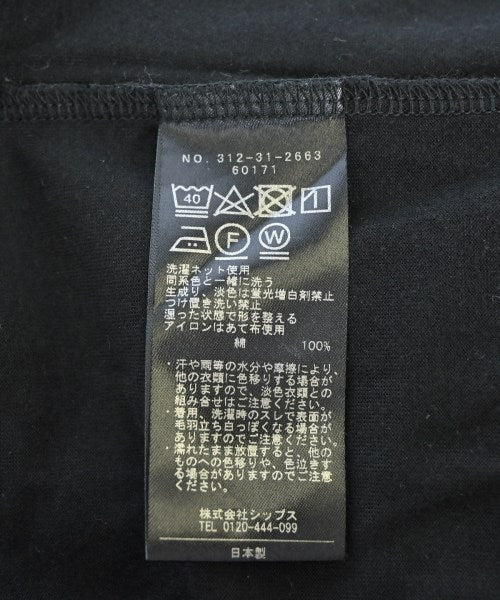 NO. 312-31-2663
60171
40
F W
洗濯ネット使用
同系色と一緒に洗う
生成り、淡色は蛍光増白剤禁止
つけ置き洗い禁止
湿った状態で形を整える
アイロンはあて布使用
綿 100%
・汗や雨等の水分や摩擦により、
他の衣類に色移りする場合が
ありますので、淡色衣類との
組み合せはご注意ください。
・着用、洗濯時のスレで表面が
毛羽立ち白っぽくなる場合が
ありますのでご注意ください。
・濡れたまま放置すると、他の
ものへの色移りや、色泣きす
る場合がありますのでご注意
ください。
株式会社シップス
TEL 0120-444-099
日本製